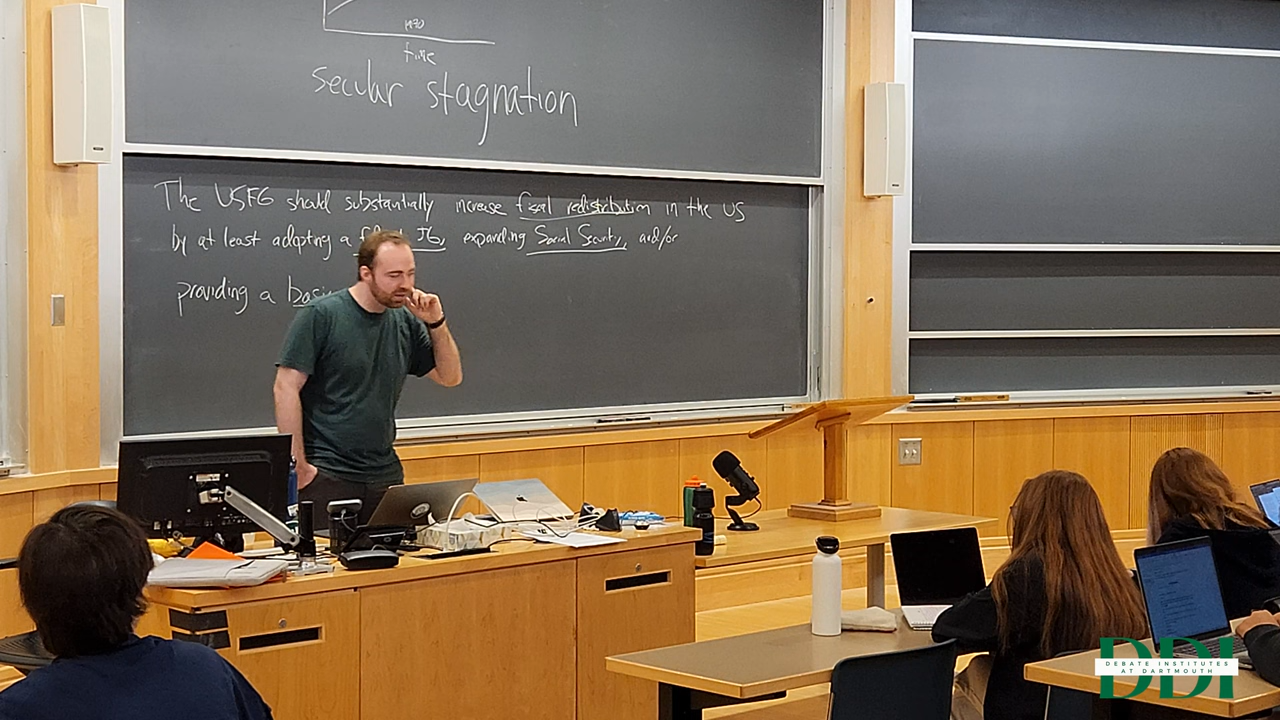 1970
time
secular stagnation
The USFG should substantially increase fiscal redistribution in the US
by at least adopting a JG, expanding Social Security, and/or
providing a basic
DDI
DEBATE INSTITUTES
AT DARTMOUTH